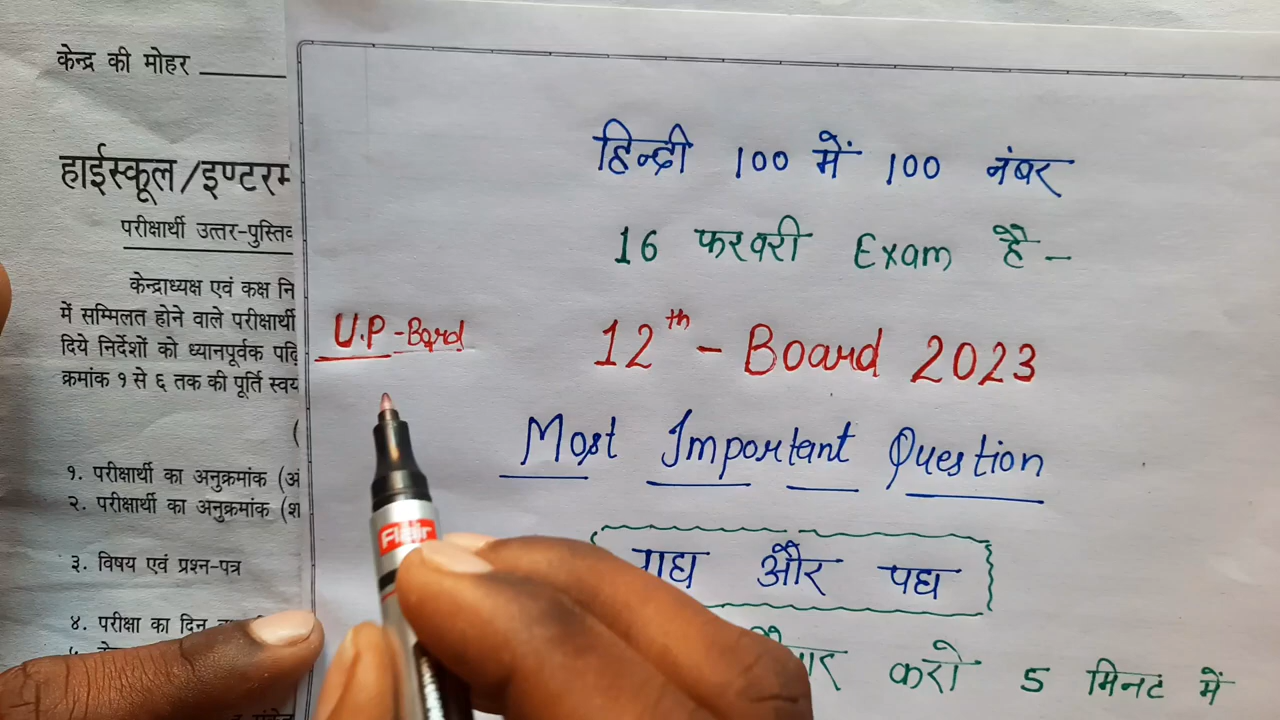 केन्द्र की मोहर
हाईस्कूल/इण्टरम
परीक्षार्थी उत्तर-पुस्तिक
केन्द्राध्यक्ष एवं कक्ष नि
में सम्मिलत होने वाले परीक्षार्थी
दिये निर्देशों को ध्यानपूर्वक पढ़ि
क्रमांक १ से ६ तक की पूर्ति स्वय
(
१. परीक्षार्थी का अनुक्रमांक (अं
२. परीक्षार्थी का अनुक्रमांक (श
३. विषय एवं प्रश्न-पत्र
४. परीक्षा का दिन
हिन्दी 100 में 100 नंबर
16 फरवरी Exam है -
U.P-Board
12th - Board 2023
Most Important Question
गद्य और पद्य
करो 5 मिनट में
Flair